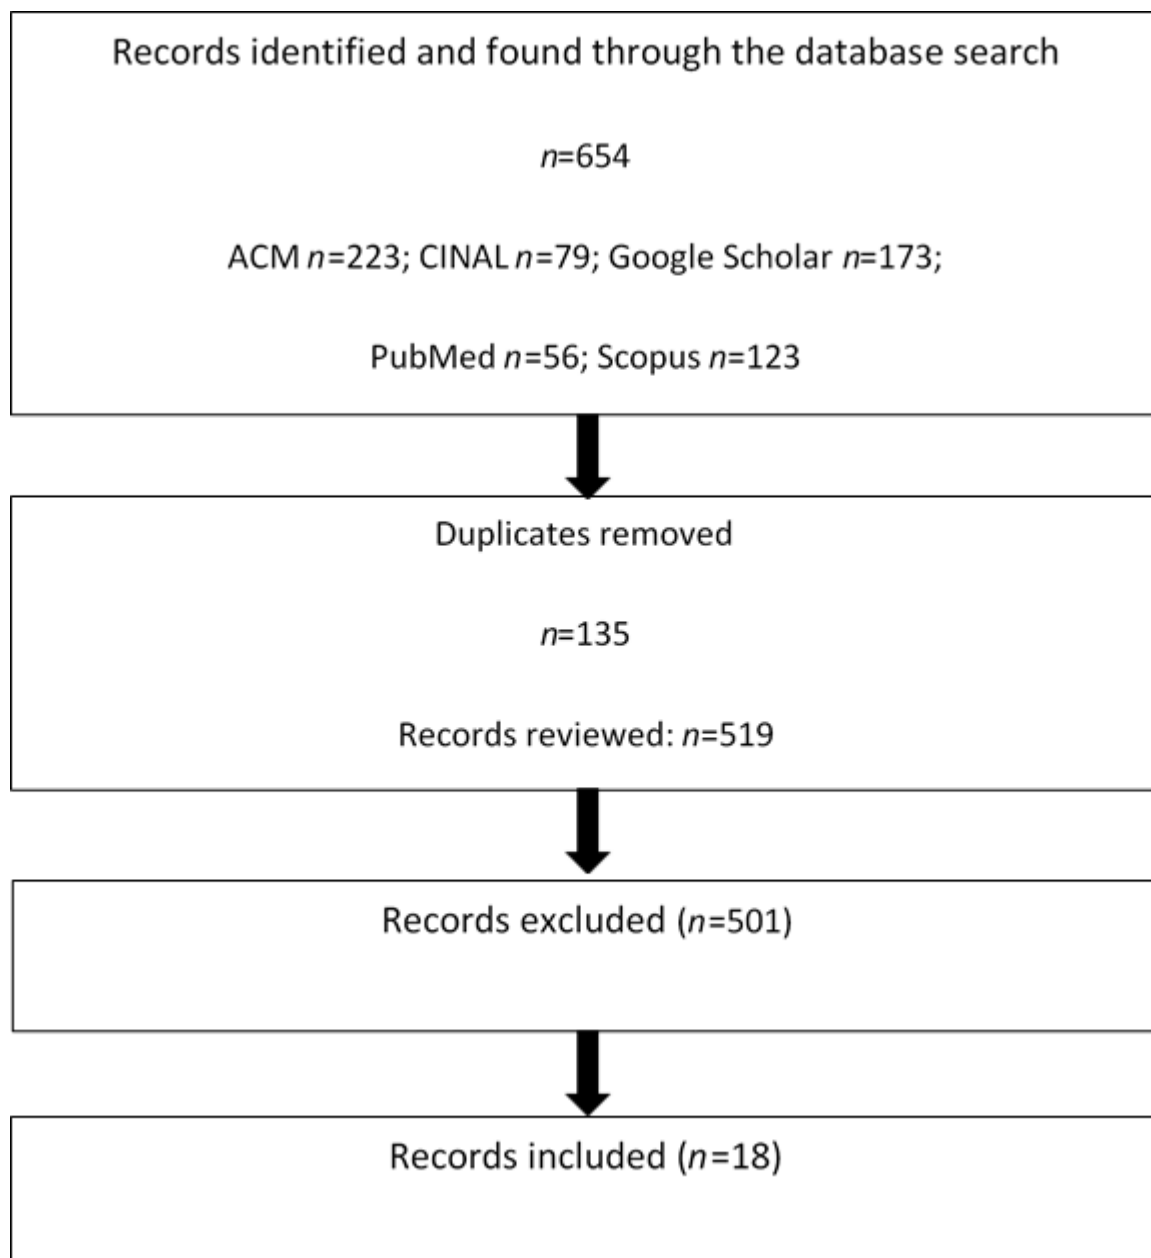 Records identified and found through the database search
n=654
ACM n=223; CINAL n=79; Google Scholar n=173;
PubMed n=56; Scopus n=123
Duplicates removed
n=135
Records reviewed: n=519
Records excluded (n=501)
Records included (n=18)